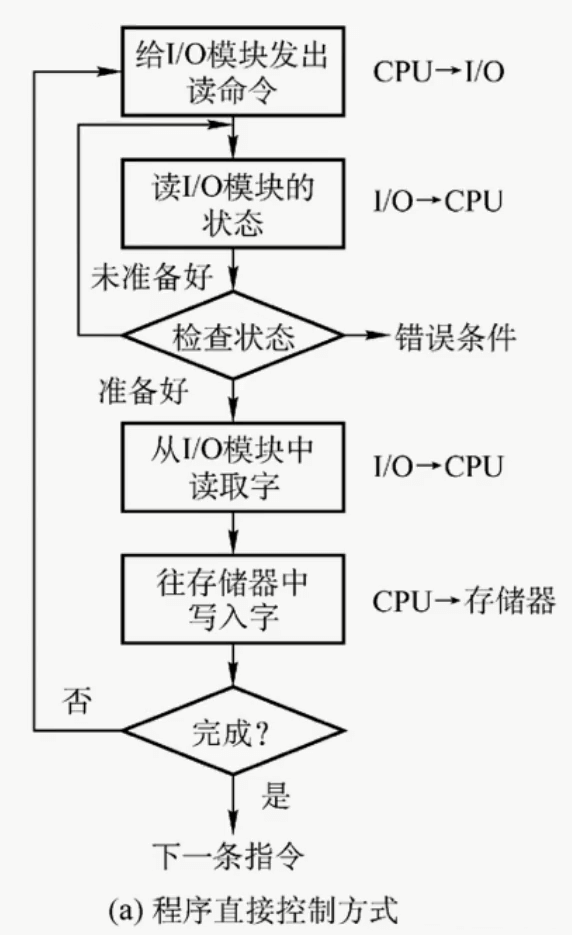 给I/O模块发出
读命令
CPU→I/O
读I/O模块的
状态
I/O→CPU
未准备好
检查状态
错误条件
准备好
从I/O模块中
读取字
I/O→CPU
往存储器中
写入字
CPU→存储器
否
完成?
是
下一条指令
(a) 程序直接控制方式